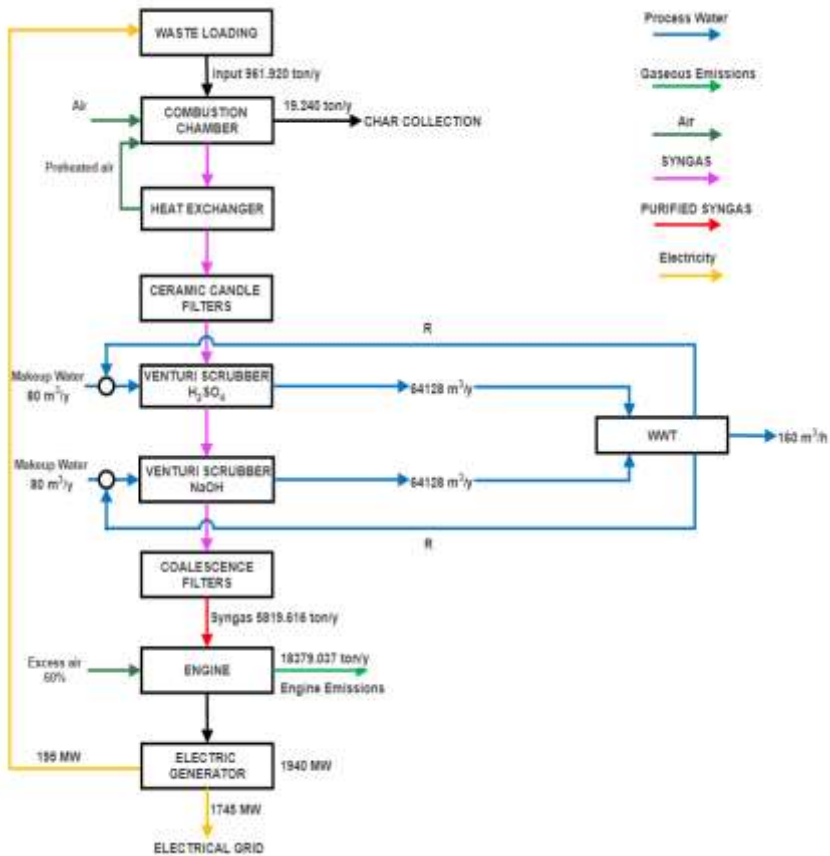 WASTE LOADING
Input 961.920 ton/y
Air
COMBUSTION
CHAMBER
19.240 ton/y
CHAR COLLECTION
Preheated air
HEAT EXCHANGER
CERAMIC CANDLE
FILTERS
R
Makeup Water
80 m³/y
VENTURI SCRUBBER
H₂SO₄
64128 m³/y
WWT
160 m³/h
Makeup Water
80 m³/y
VENTURI SCRUBBER
NaOH
64128 m³/y
R
COALESCENCE
FILTERS
Syngas 5819.616 ton/y
Excess air
60%
ENGINE
18379.037 ton/y
Engine Emissions
195 MW
ELECTRIC
GENERATOR
1940 MW
1745 MW
ELECTRICAL GRID
Process Water
Gaseous Emissions
Air
SYNGAS
PURIFIED SYNGAS
Electricity